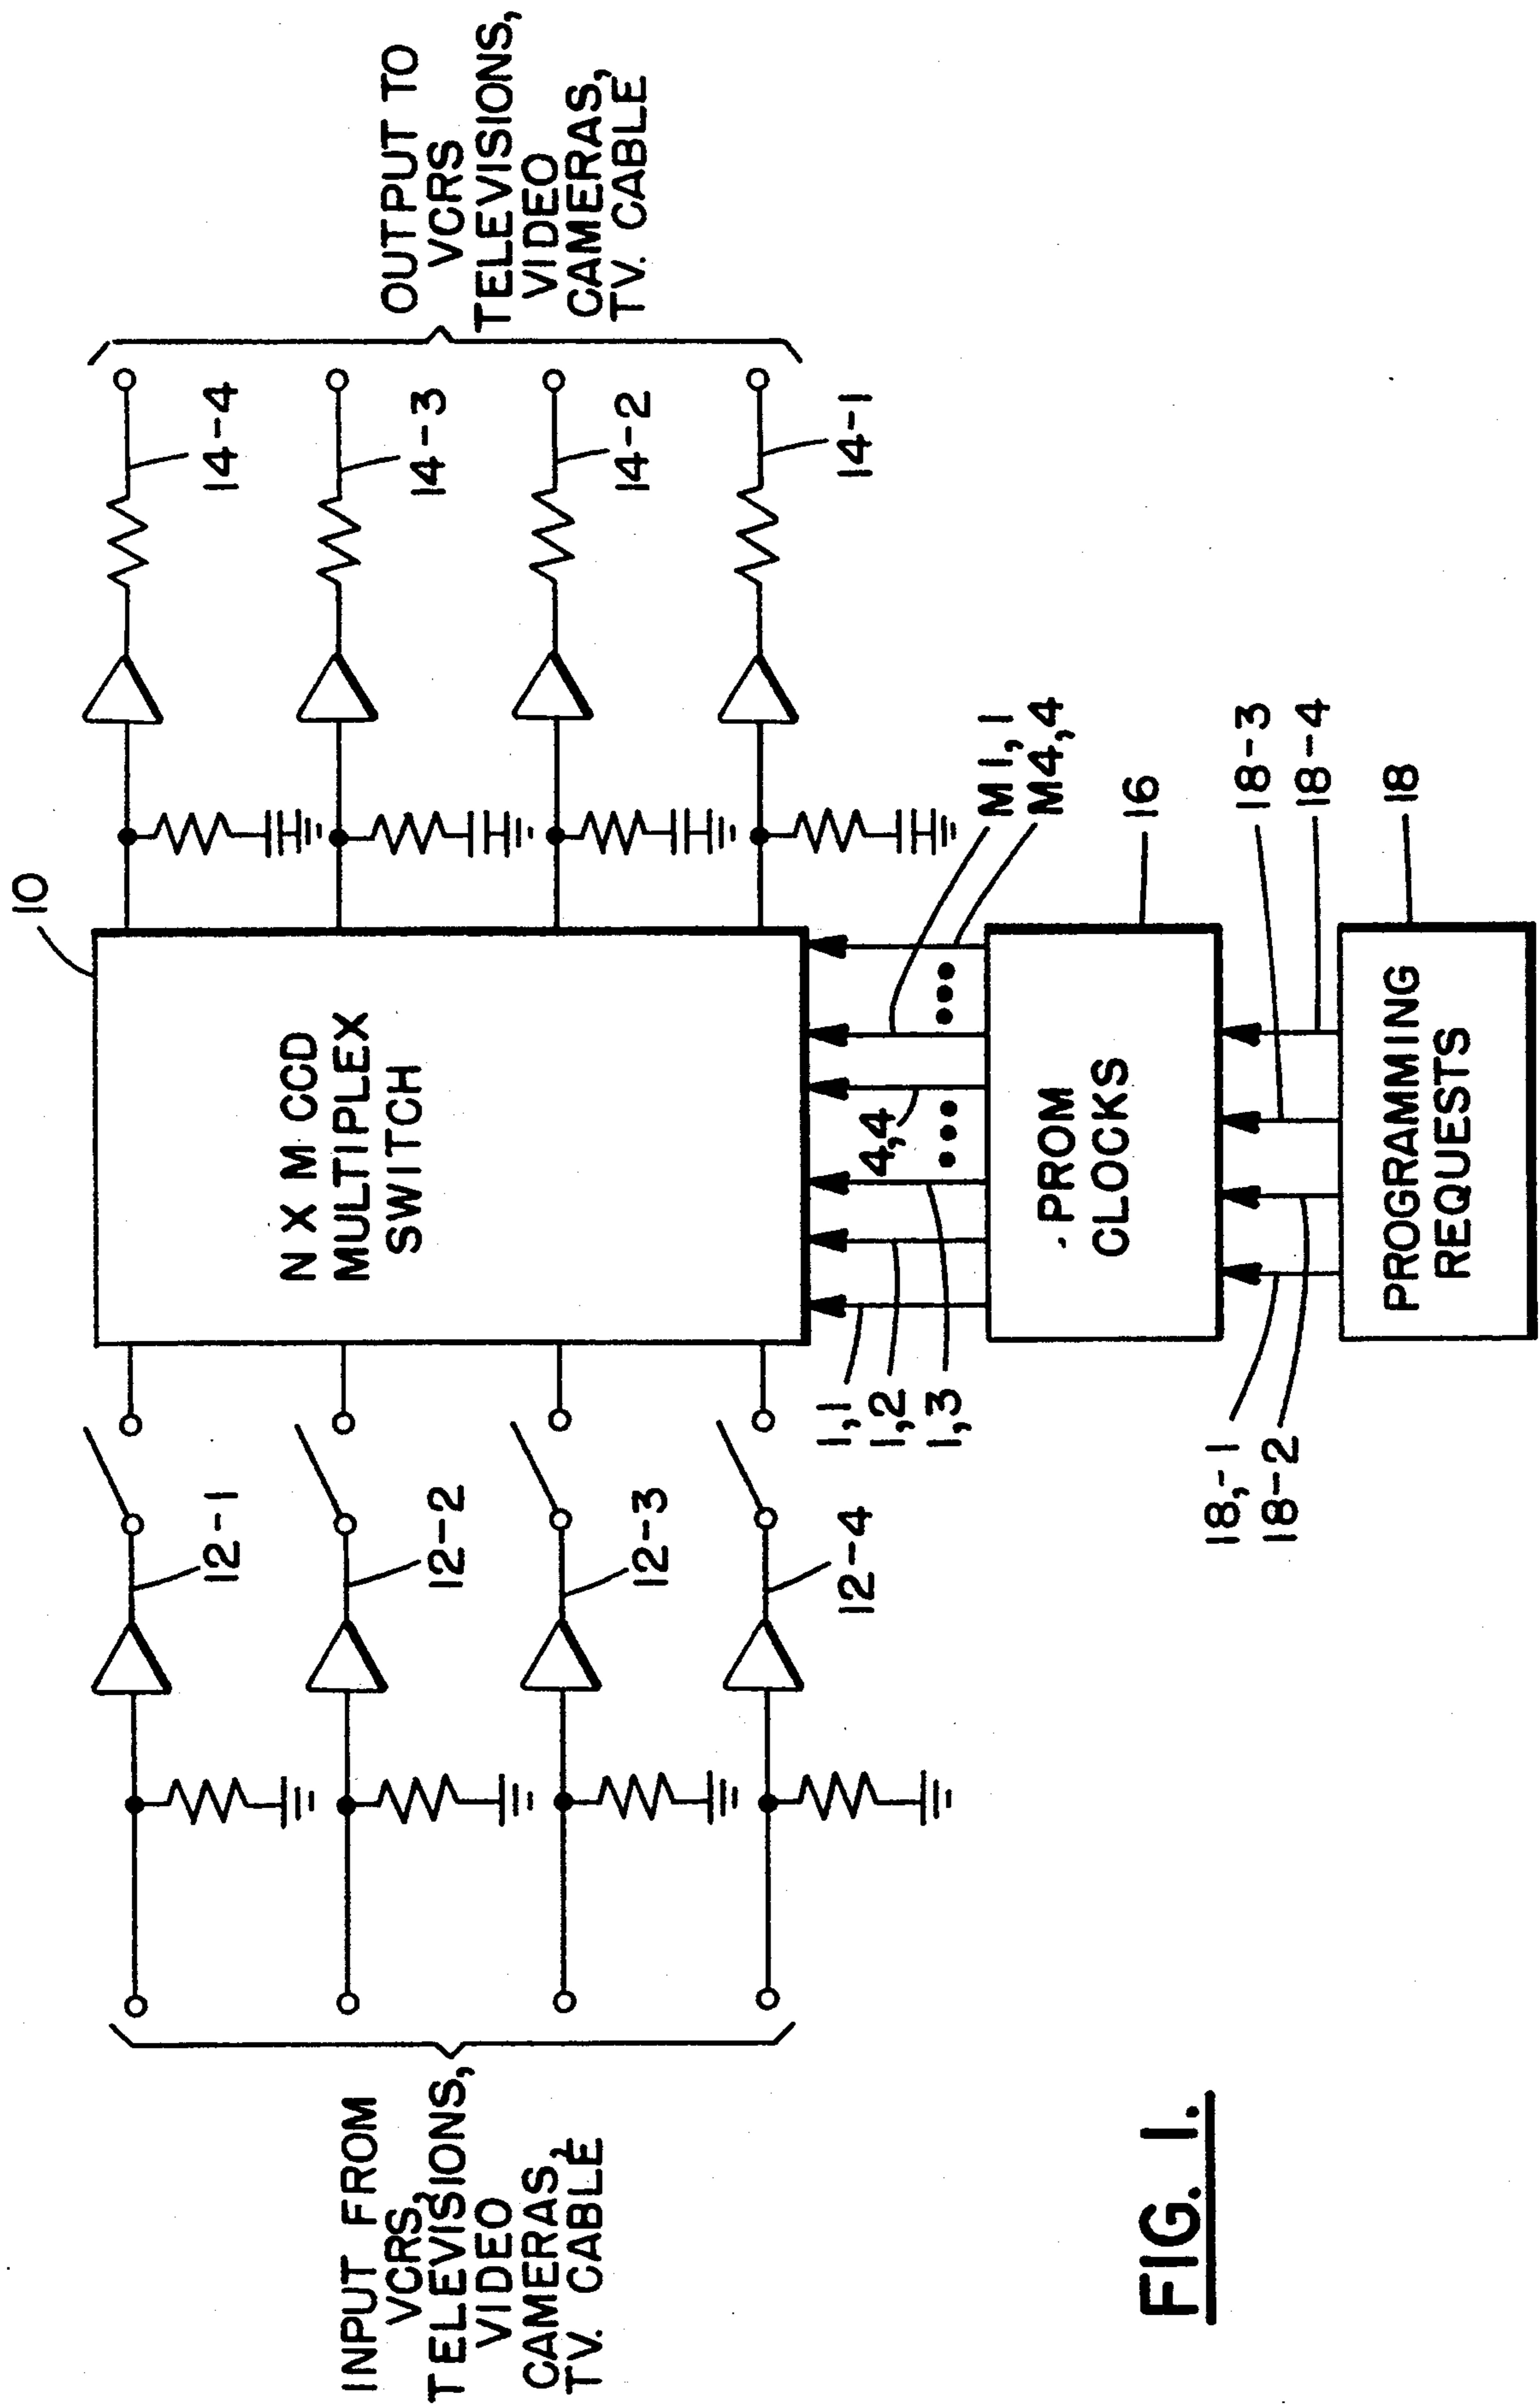 10
INPUT FROM
VCRS,
TELEVISIONS,
VIDEO
CAMERAS,
TV. CABLE
12-1
12-2
12-3
12-4
N X M CCD
MULTIPLEX
SWITCH
14-4
14-3
14-2
14-1
OUTPUT TO
VCRS
TELEVISIONS,
VIDEO
CAMERAS,
TV. CABLE
1,1
1,2
1,3
4,4
M1,1
M4,4
PROM
CLOCKS
16
18,-1
18-2
18-3
18-4
PROGRAMMING
REQUESTS
18
FIG. 1.